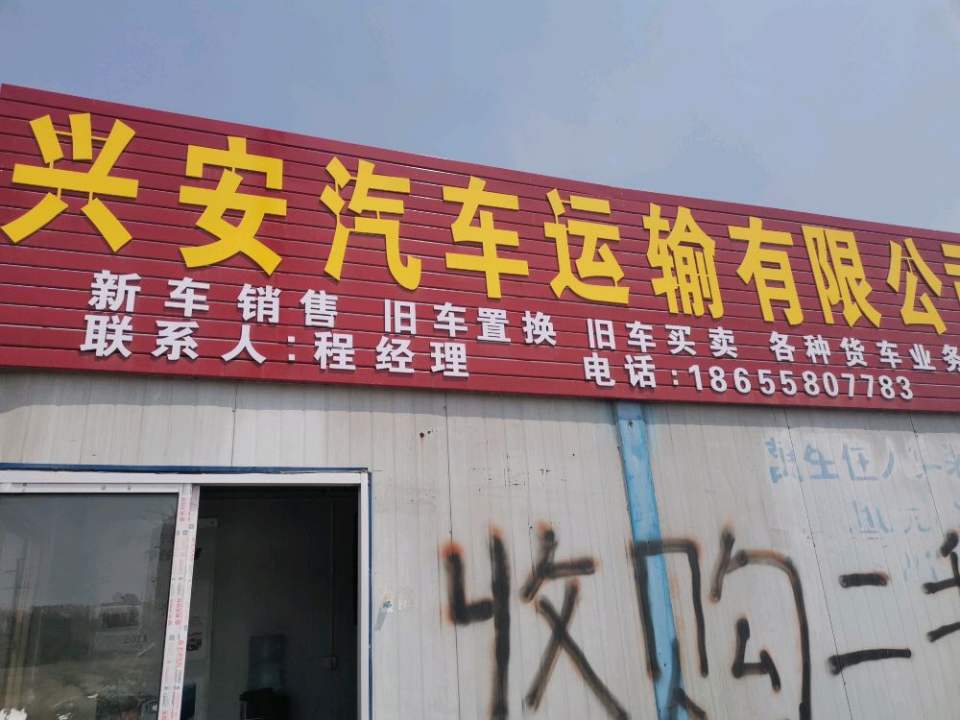 兴安汽车运输有限公司
新车销售 旧车置换 旧车买卖 各种货车业务
联系人:程经理 电话:18655807783
收购二手